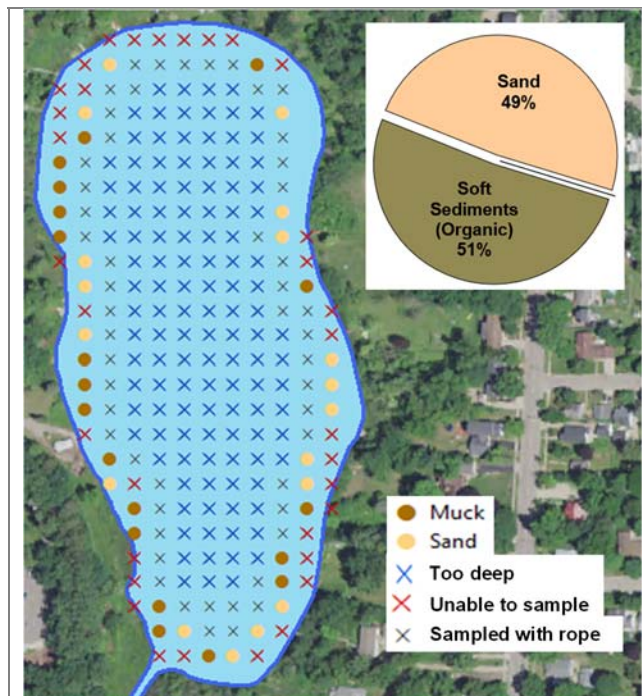 Sand
49%
Soft
Sediments
(Organic)
51%
Muck
Sand
Too deep
Unable to sample
Sampled with rope